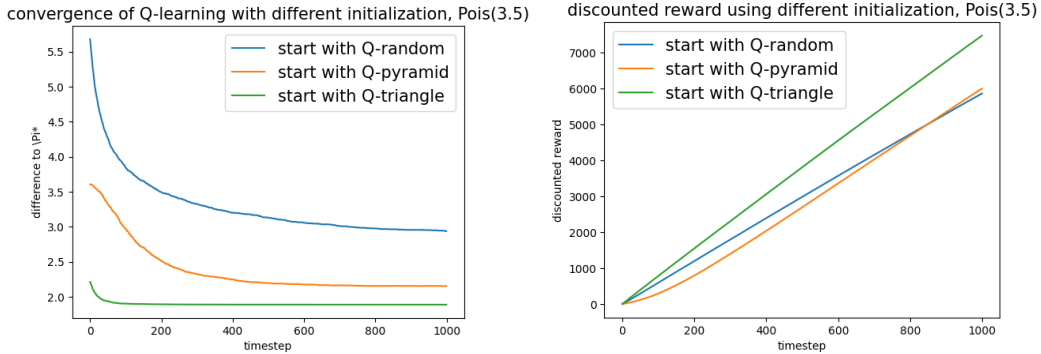 convergence of Q-learning with different initialization, Pois(3.5)
start with Q-random
start with Q-pyramid
start with Q-triangle
5.5
5.0
4.5
4.0
3.5
3.0
2.5
2.0
difference to \Pi*
0 200 400 600 800 1000
timestep
discounted reward using different initialization, Pois(3.5)
start with Q-random
start with Q-pyramid
start with Q-triangle
7000
6000
5000
4000
3000
2000
1000
0
discounted reward
0 200 400 600 800 1000
timestep